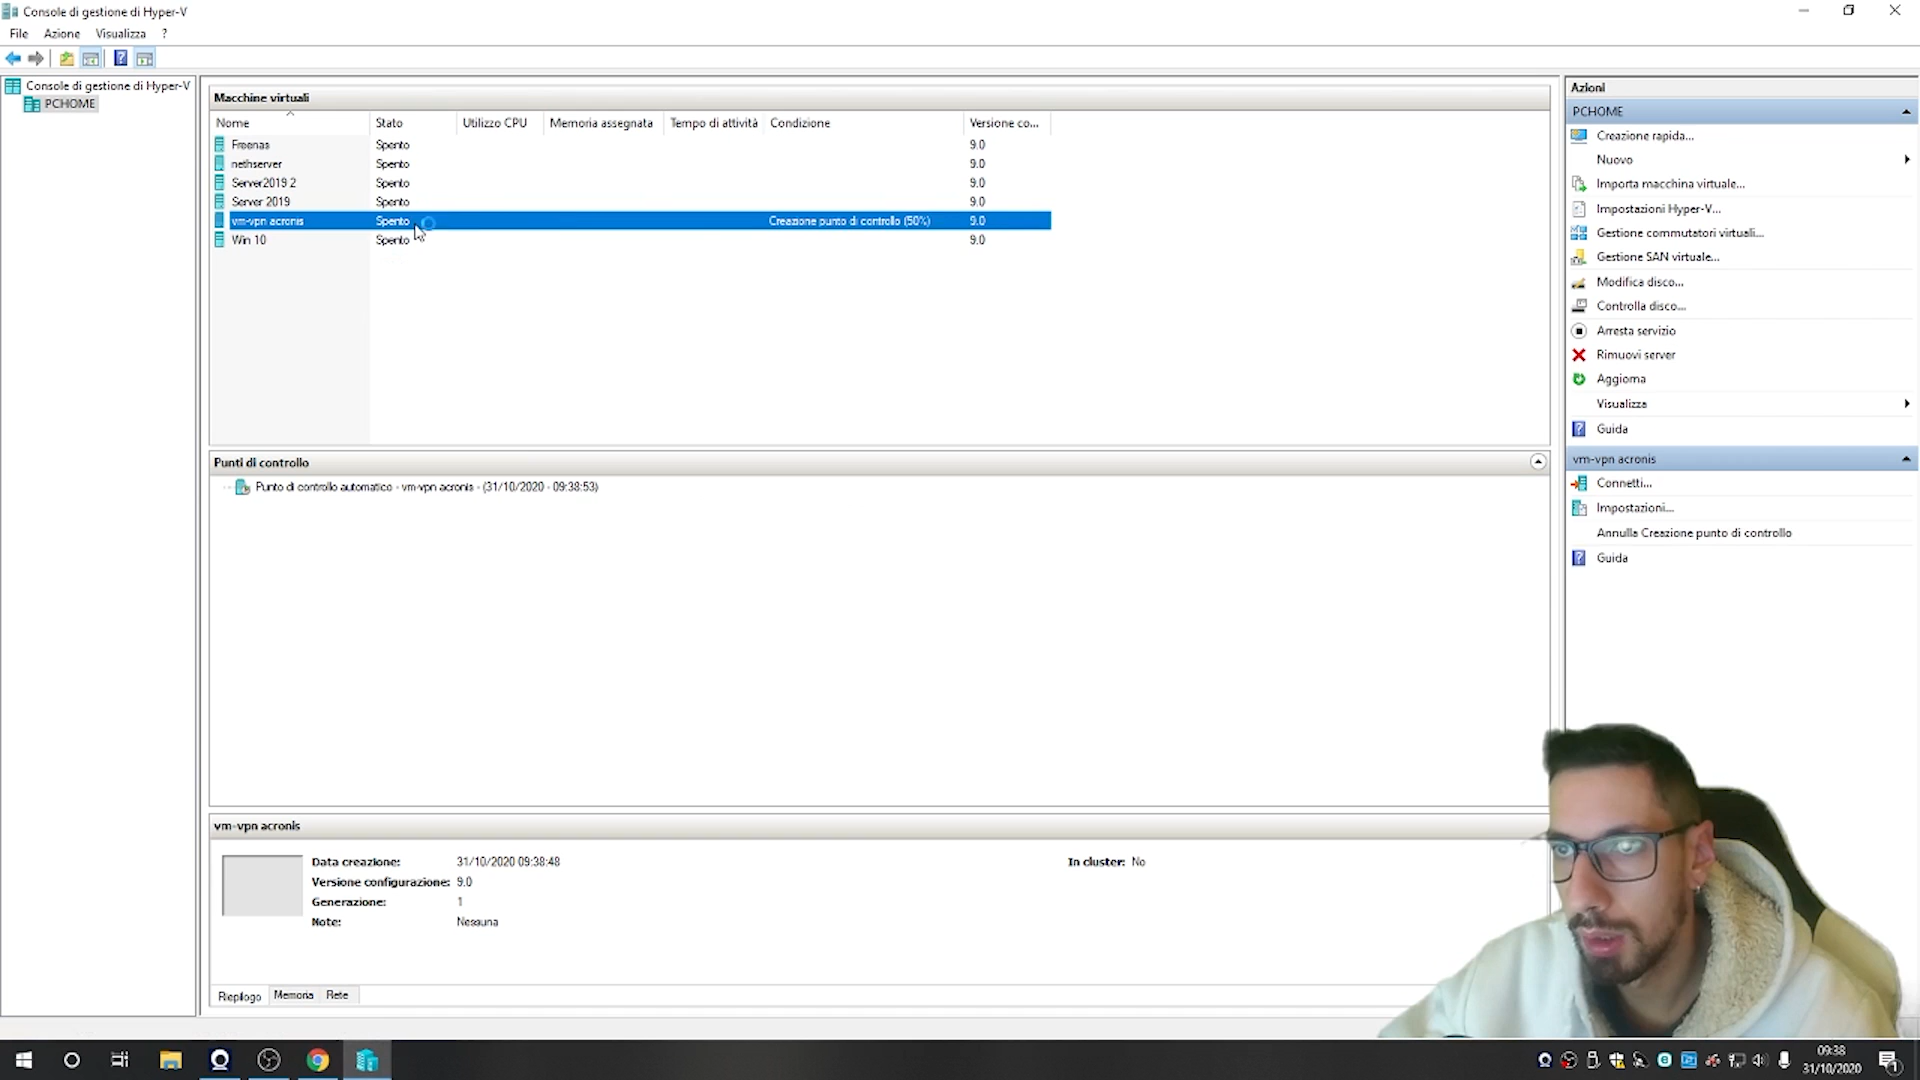 Console di gestione di Hyper-V
File Azione Visualizza ?
Console di gestione di Hyper-V
PCHOME
Macchine virtuali
Nome Stato Utilizzo CPU Memoria assegnata Tempo di attività Condizione Versione co...
Freenas Spento 9.0
nethserver Spento 9.0
Server2019 2 Spento 9.0
Server 2019 Spento 9.0
vm-vpn acronis Spento Creazione punto di controllo (50%) 9.0
Win 10 Spento 9.0
Punti di controllo
Punto di controllo automatico - vm-vpn acronis - (31/10/2020 - 09:38:53)
vm-vpn acronis
Data creazione: 31/10/2020 09:38:48 In cluster: No
Versione configurazione: 9.0
Generazione: 1
Note: Nessuna
Riepilogo Memoria Rete
Azioni
PCHOME
Creazione rapida...
Nuovo
Importa macchina virtuale...
Impostazioni Hyper-V...
Gestione commutatori virtuali...
Gestione SAN virtuale...
Modifica disco...
Controlla disco...
Arresta servizio
Rimuovi server
Aggiorna
Visualizza
Guida
vm-vpn acronis
Connetti...
Impostazioni...
Annulla Creazione punto di controllo
Guida
09:38
31/10/2020
1